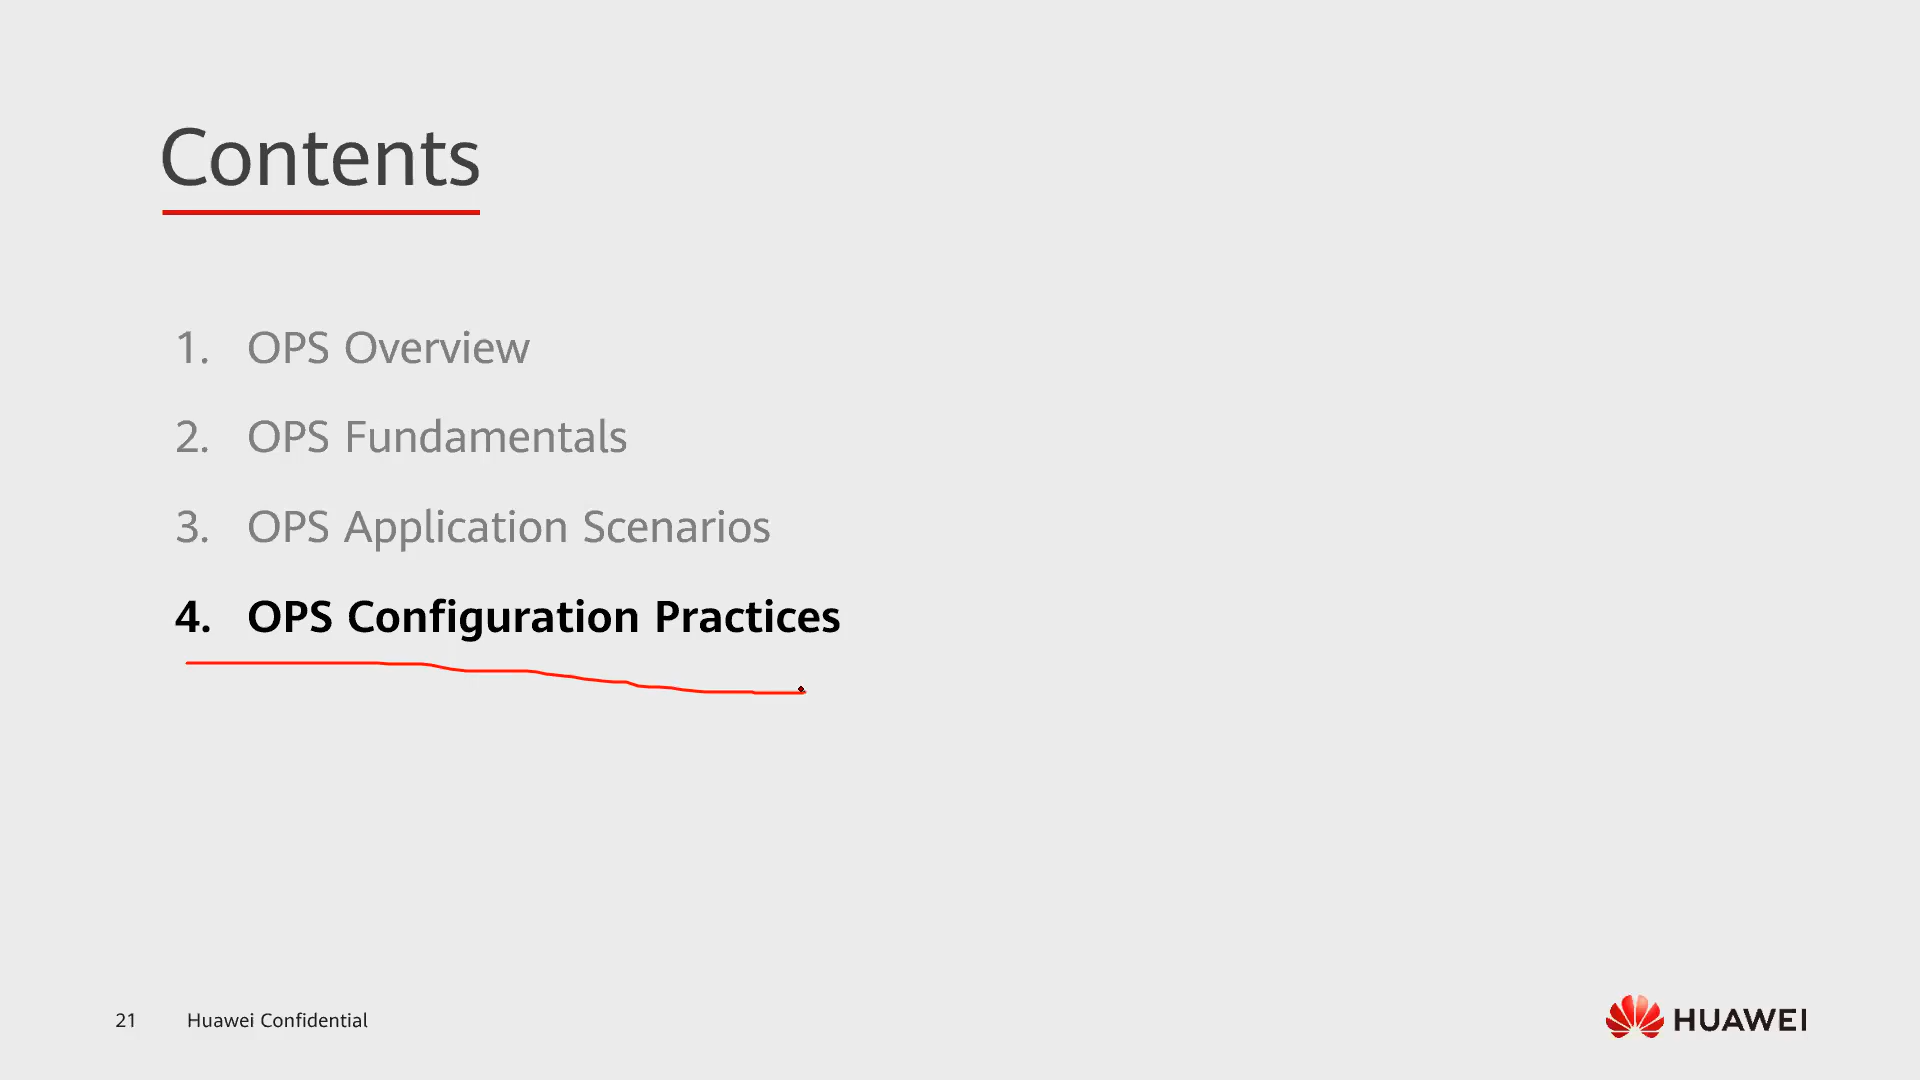 Contents
1. OPS Overview
2. OPS Fundamentals
3. OPS Application Scenarios
4. OPS Configuration Practices
21 Huawei Confidential
HUAWEI